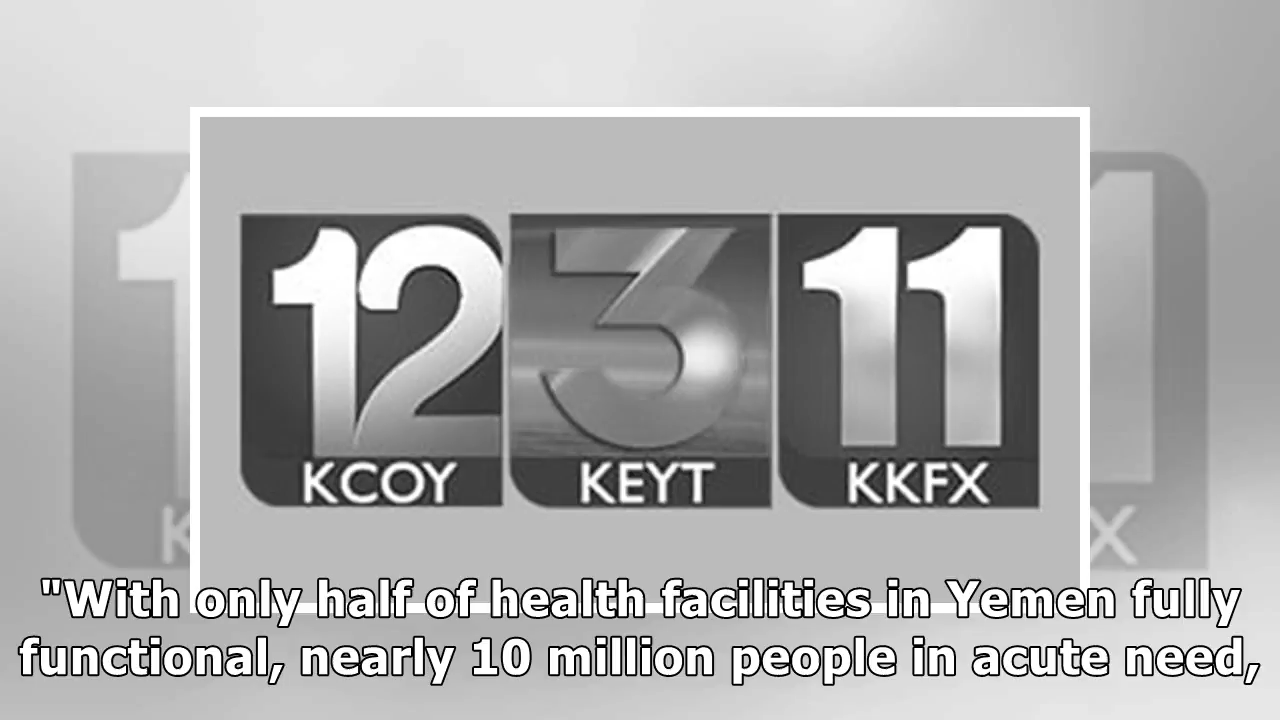 12 3 11
KCOY KEYT KKFX
K X
"With only half of health facilities in Yemen fully
functional, nearly 10 million people in acute need,